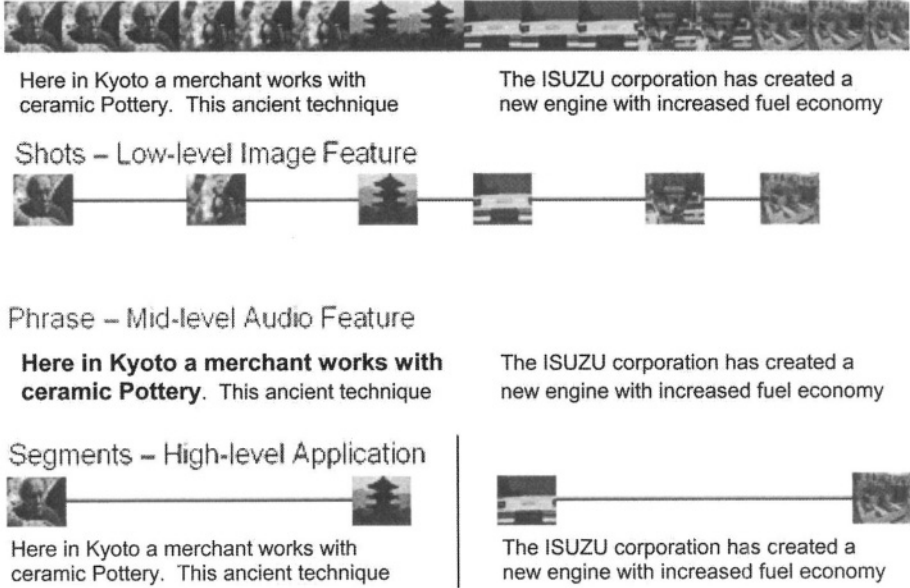 Here in Kyoto a merchant works with
ceramic Pottery. This ancient technique
The ISUZU corporation has created a
new engine with increased fuel economy
Shots – Low-level Image Feature
Phrase – Mid-level Audio Feature
Here in Kyoto a merchant works with
ceramic Pottery. This ancient technique
The ISUZU corporation has created a
new engine with increased fuel economy
Segments – High-level Application
Here in Kyoto a merchant works with
ceramic Pottery. This ancient technique
The ISUZU corporation has created a
new engine with increased fuel economy